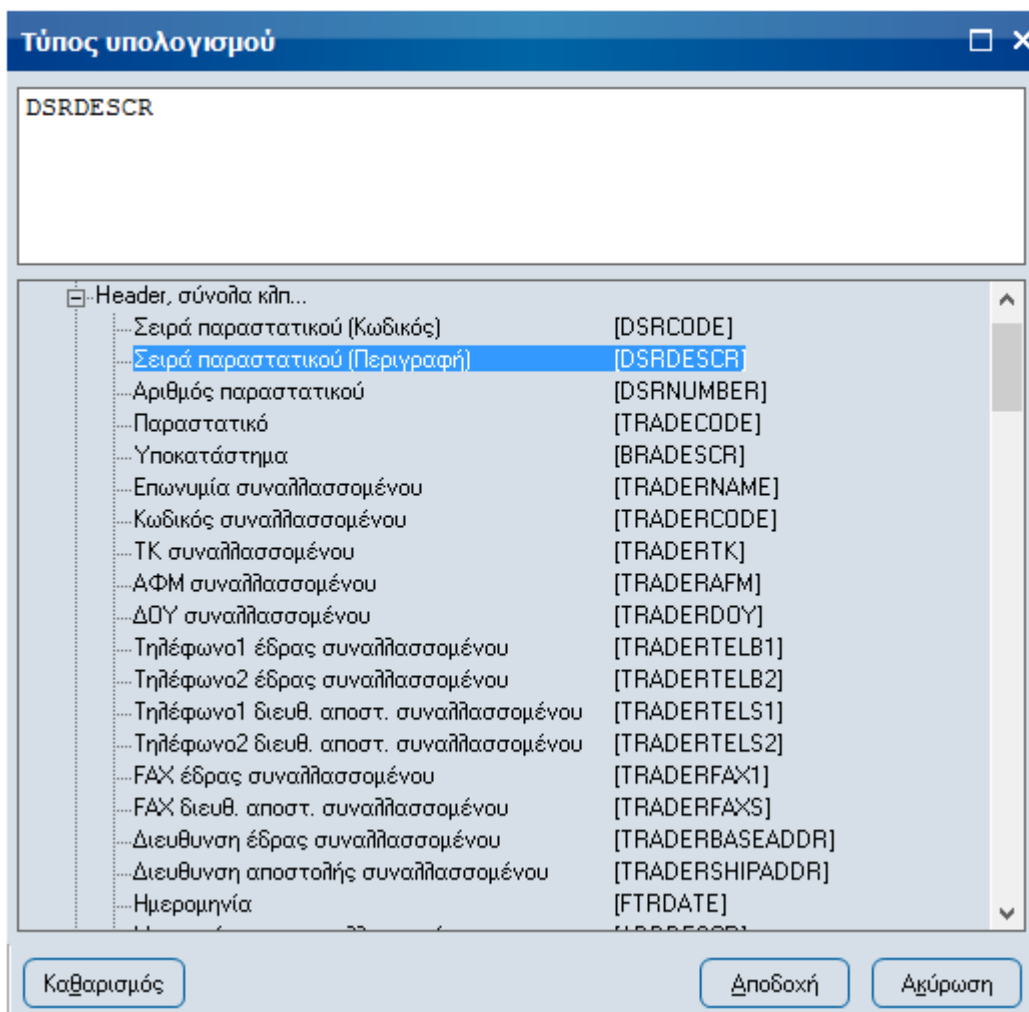 Τύπος υπολογισμού
DSRDESCR
Header, σύνολα κλπ...
Σειρά παραστατικού (Κωδικός) [DSRCODE]
Σειρά παραστατικού (Περιγραφή) [DSRDESCR]
Αριθμός παραστατικού [DSRNUMBER]
Παραστατικό [TRADECODE]
Υποκατάστημα [BRADESCR]
Επωνυμία συναλλασσομένου [TRADERNAME]
Κωδικός συναλλασσομένου [TRADERCODE]
ΤΚ συναλλασσομένου [TRADERTK]
ΑΦΜ συναλλασσομένου [TRADERAFM]
ΔΟΥ συναλλασσομένου [TRADERDOY]
Τηλέφωνο1 έδρας συναλλασσομένου [TRADERTELB1]
Τηλέφωνο2 έδρας συναλλασσομένου [TRADERTELB2]
Τηλέφωνο1 διευθ. αποστ. συναλλασσομένου [TRADERTELS1]
Τηλέφωνο2 διευθ. αποστ. συναλλασσομένου [TRADERTELS2]
FAX έδρας συναλλασσομένου [TRADERFAX1]
FAX διευθ. αποστ. συναλλασσομένου [TRADERFAXS]
Διευθυνση έδρας συναλλασσομένου [TRADERBASEADDR]
Διευθυνση αποστολής συναλλασσομένου [TRADERSHIPADDR]
Ημερομηνία [FTRDATE]
Καθαρισμός Αποδοχή Ακύρωση